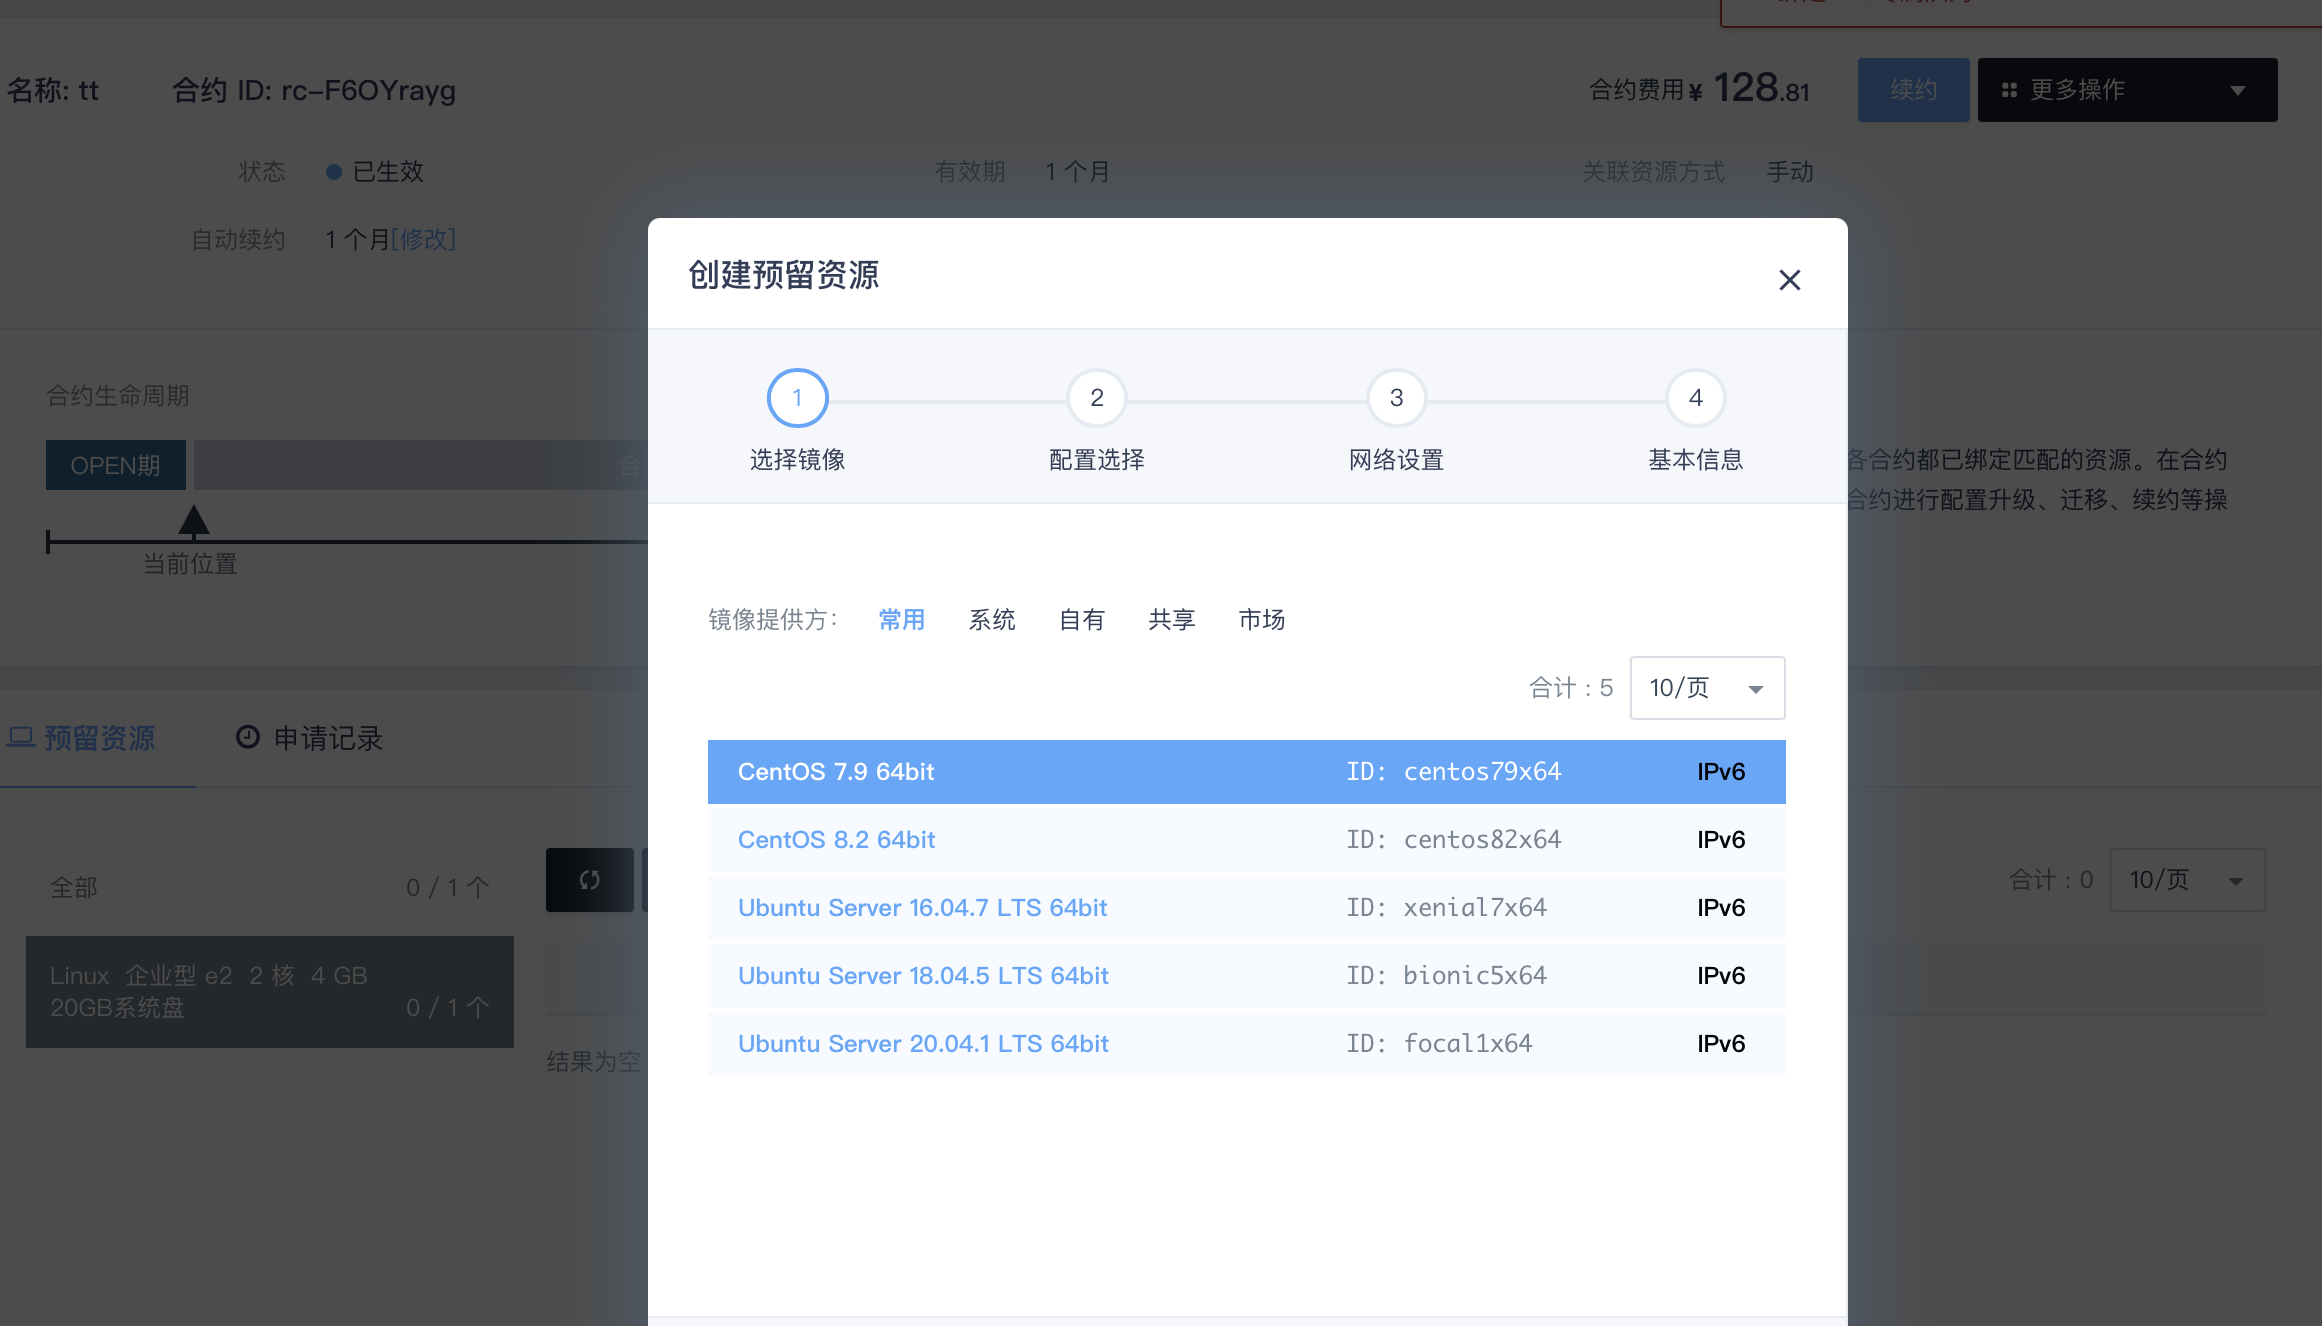 名称: tt
合约 ID: rc-F6OYrayg
合约费用 ¥ 128.81
续约
更多操作
状态
已生效
有效期
1 个月
关联资源方式
手动
自动续约
1 个月[修改]
创建预留资源
1
2
3
4
选择镜像
配置选择
网络设置
基本信息
合约生命周期
OPEN期
当前位置
各合约都已绑定匹配的资源。在合约
合约进行配置升级、迁移、续约等操
镜像提供方:
常用
系统
自有
共享
市场
合计 : 5
10/页
预留资源
申请记录
CentOS 7.9 64bit
ID: centos79x64
IPv6
CentOS 8.2 64bit
ID: centos82x64
IPv6
Ubuntu Server 16.04.7 LTS 64bit
ID: xenial7x64
IPv6
Ubuntu Server 18.04.5 LTS 64bit
ID: bionic5x64
IPv6
Ubuntu Server 20.04.1 LTS 64bit
ID: focal1x64
IPv6
全部
0 / 1 个
合计 : 0
10/页
Linux 企业型 e2 2 核 4 GB
20GB系统盘
0 / 1 个
结果为空